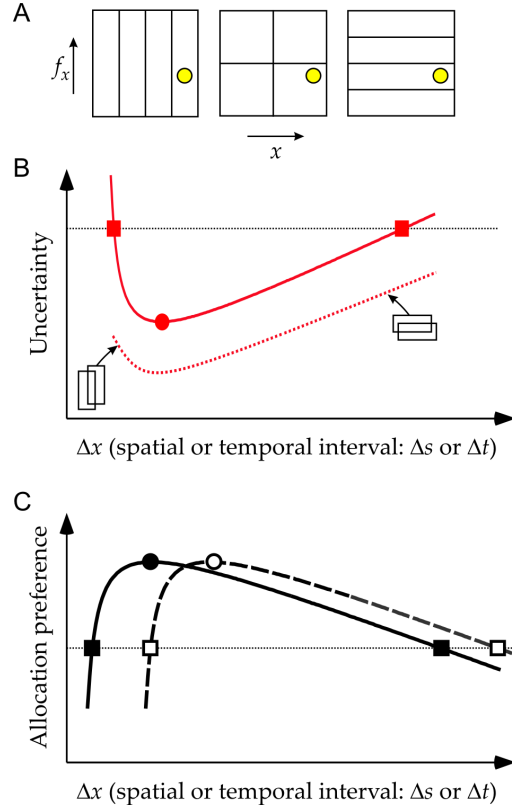 A
fx
x
B
Uncertainty
Δx (spatial or temporal interval: Δs or Δt)
C
Allocation preference
Δx (spatial or temporal interval: Δs or Δt)